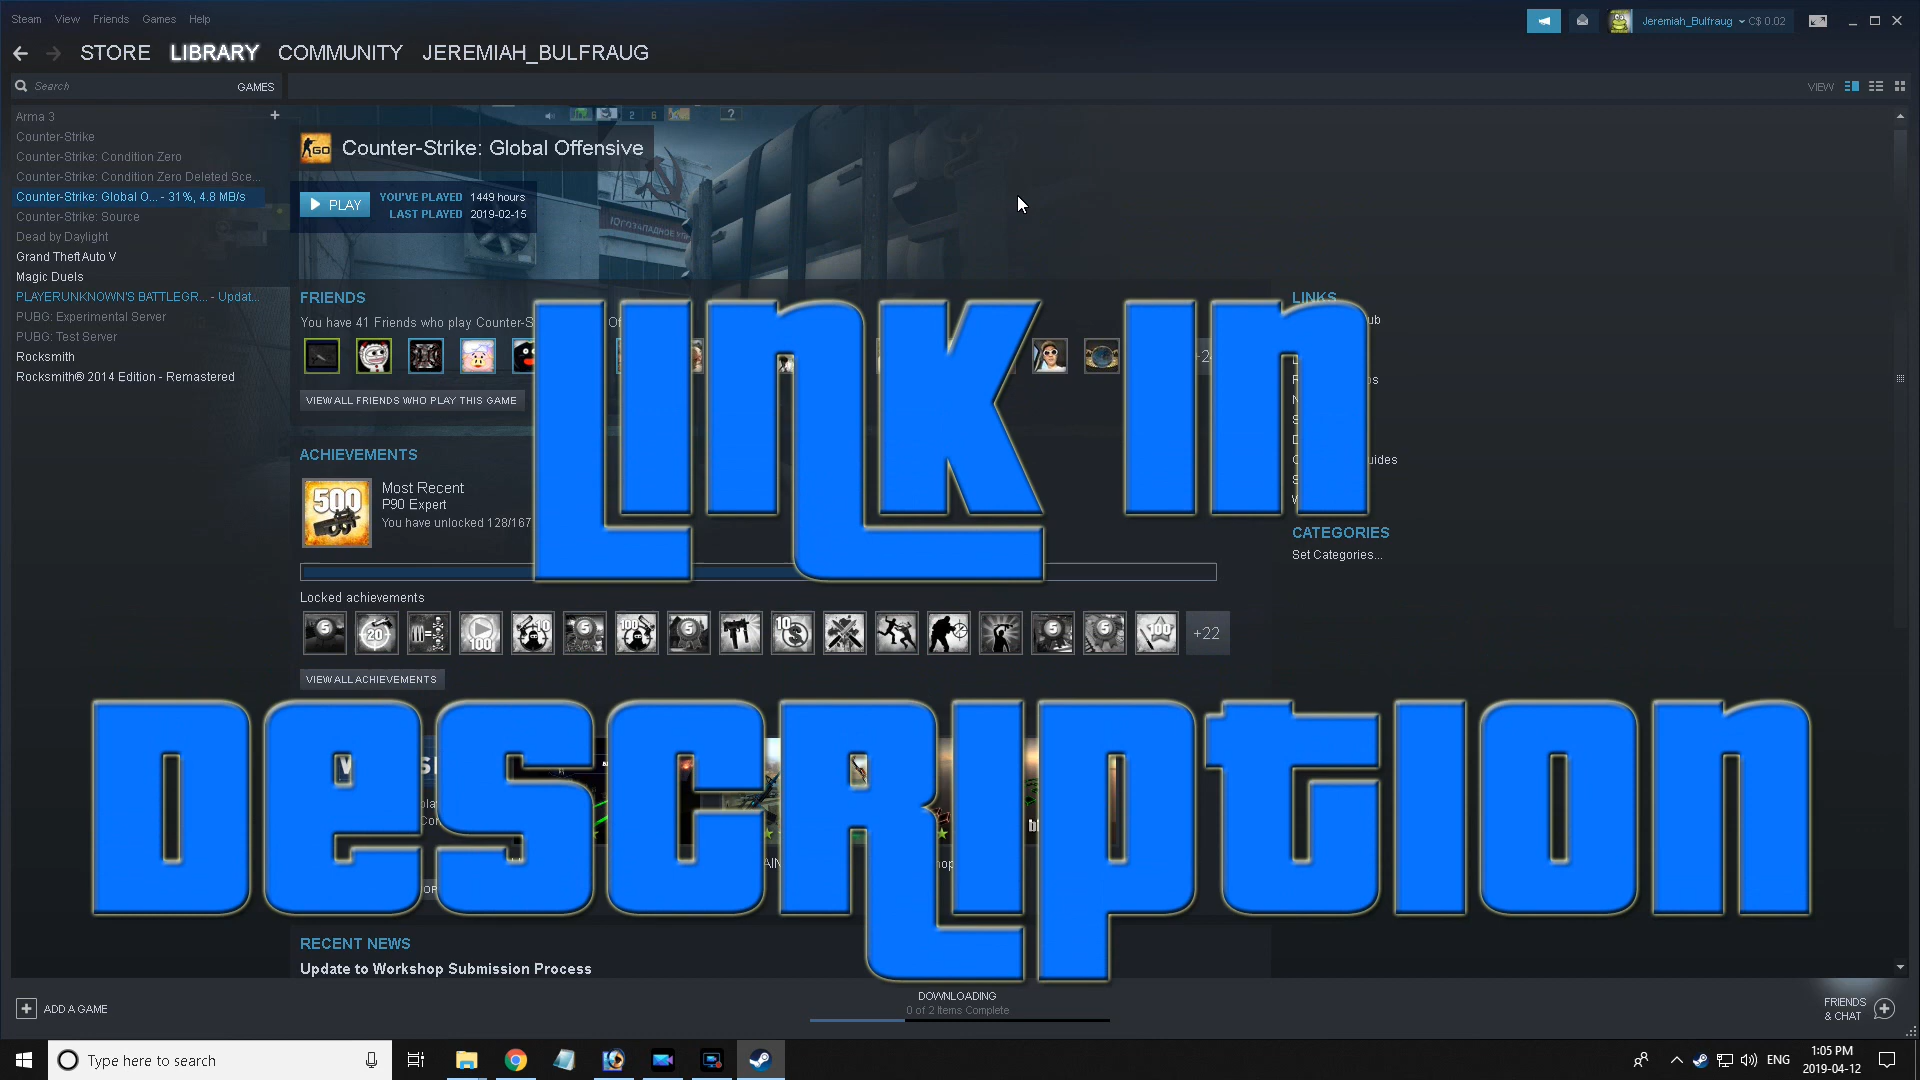 Steam View Friends Games Help
Jeremiah_Bulfraug C$ 0.02
STORE LIBRARY COMMUNITY JEREMIAH_BULFRAUG
Search GAMES
VIEW
Arma 3
Counter-Strike
Counter-Strike: Condition Zero
Counter-Strike: Condition Zero Deleted Sce...
Counter-Strike: Global O... - 31%, 4.8 MB/s
Counter-Strike: Source
Dead by Daylight
Grand Theft Auto V
Magic Duels
PLAYERUNKNOWN'S BATTLEGR... - Updat...
PUBG: Experimental Server
PUBG: Test Server
Rocksmith
Rocksmith® 2014 Edition - Remastered
GO
Counter-Strike: Global Offensive
PLAY
YOU'VE PLAYED 1449 hours
LAST PLAYED 2019-02-15
ЮГОЗАПАДНОЕ
FRIENDS
You have 41 Friends who play Counter-S
VIEW ALL FRIENDS WHO PLAY THIS GAME
LINKS
Link In
ACHIEVEMENTS
500
Most Recent
P90 Expert
You have unlocked 128/167
CATEGORIES
Set Categories...
Locked achievements
+22
VIEW ALL ACHIEVEMENTS
Description
RECENT NEWS
Update to Workshop Submission Process
ADD A GAME
DOWNLOADING
0 of 2 Items Complete
FRIENDS
& CHAT
Type here to search
ENG
1:05 PM
2019-04-12